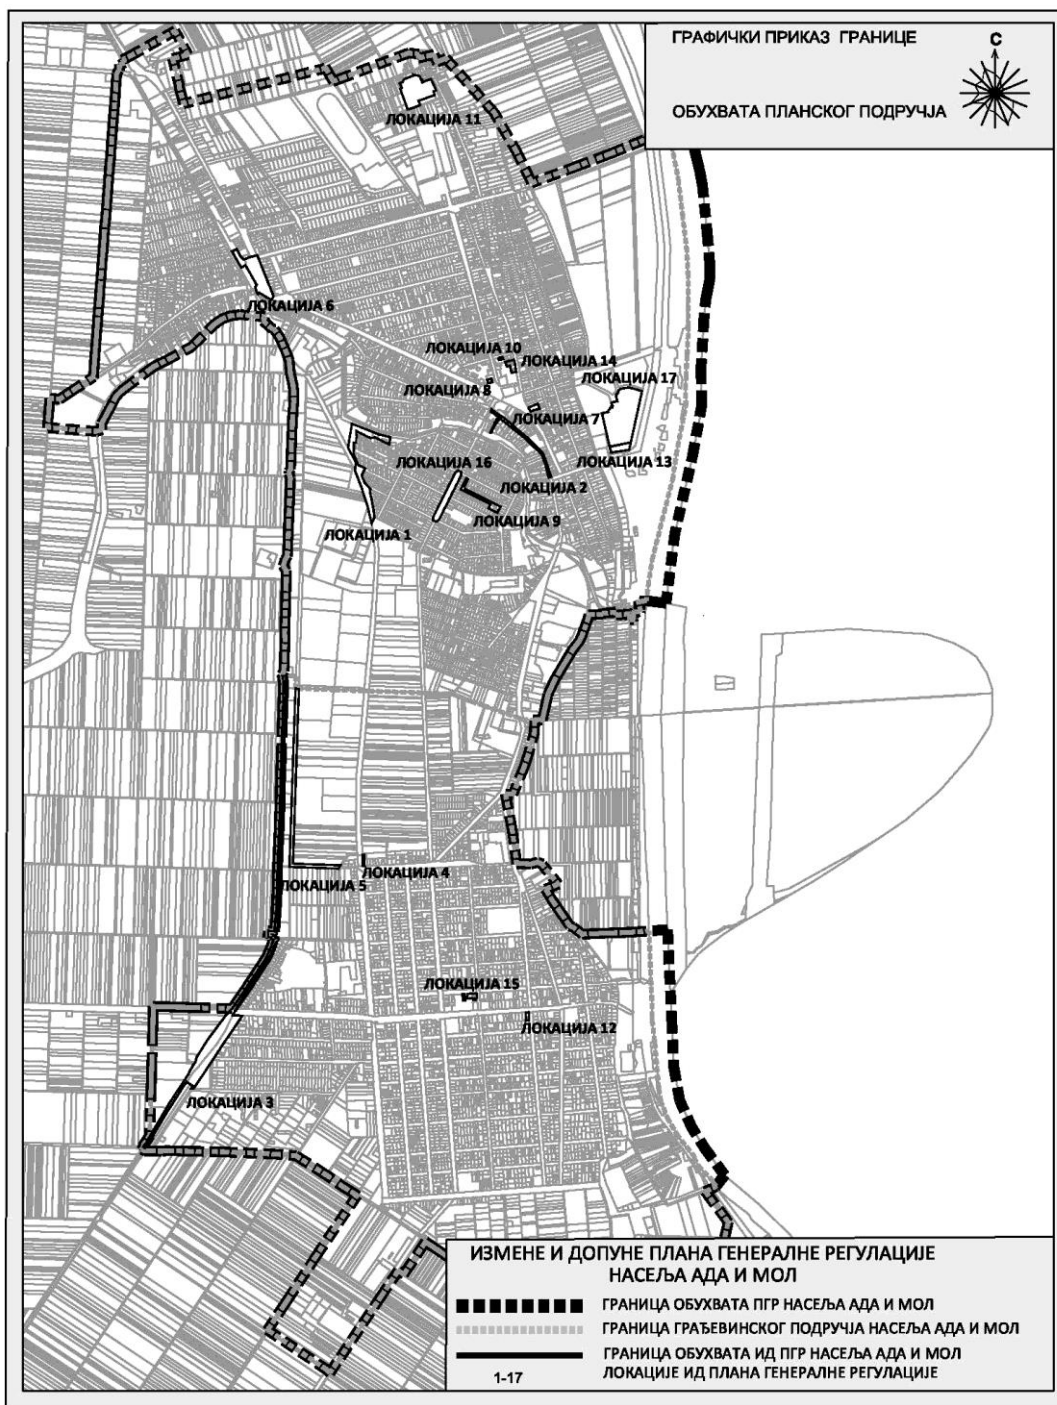 ГРАФИЧКИ ПРИКАЗ ГРАНИЦЕ
С
ОБУХВАТА ПЛАНСКОГ ПОДРУЧЈА
ЛОКАЦИЈА 11
ЛОКАЦИЈА 6
ЛОКАЦИЈА 10
ЛОКАЦИЈА 14
ЛОКАЦИЈА 17
ЛОКАЦИЈА 8
ЛОКАЦИЈА 7
ЛОКАЦИЈА 16
ЛОКАЦИЈА 13
ЛОКАЦИЈА 2
ЛОКАЦИЈА 9
ЛОКАЦИЈА 1
ЛОКАЦИЈА 4
ЛОКАЦИЈА 5
ЛОКАЦИЈА 15
ЛОКАЦИЈА 12
ЛОКАЦИЈА 3
ИЗМЕНЕ И ДОПУНЕ ПЛАНА ГЕНЕРАЛНЕ РЕГУЛАЦИЈЕ
НАСЕЉА АДА И МОЛ
ГРАНИЦА ОБУХВАТА ПГР НАСЕЉА АДА И МОЛ
ГРАНИЦА ГРАЂЕВИНСКОГ ПОДРУЧЈА НАСЕЉА АДА И МОЛ
ГРАНИЦА ОБУХВАТА ИД ПГР НАСЕЉА АДА И МОЛ
1-17 ЛОКАЦИЈЕ ИД ПЛАНА ГЕНЕРАЛНЕ РЕГУЛАЦИЈЕ